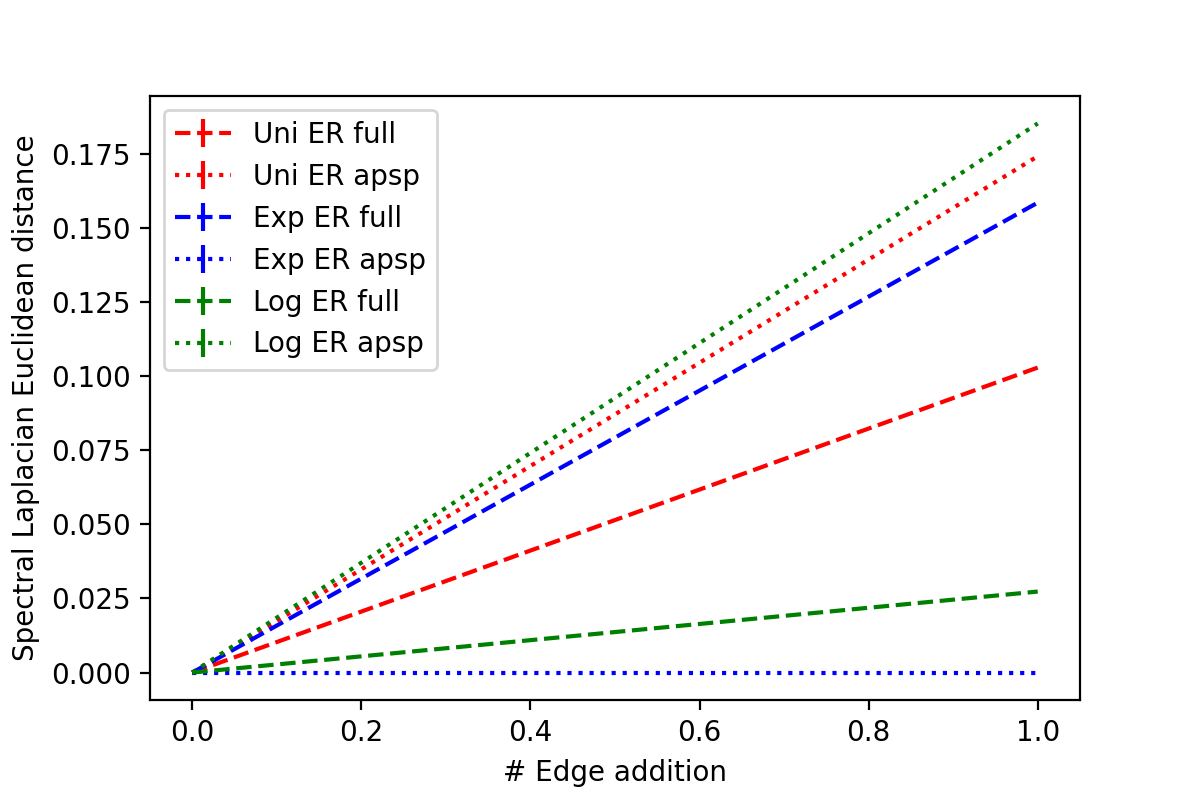 Uni ER full
Uni ER apsp
Exp ER full
Exp ER apsp
Log ER full
Log ER apsp
Spectral Laplacian Euclidean distance
0.175
0.150
0.125
0.100
0.075
0.050
0.025
0.000
0.0 0.2 0.4 0.6 0.8 1.0
# Edge addition